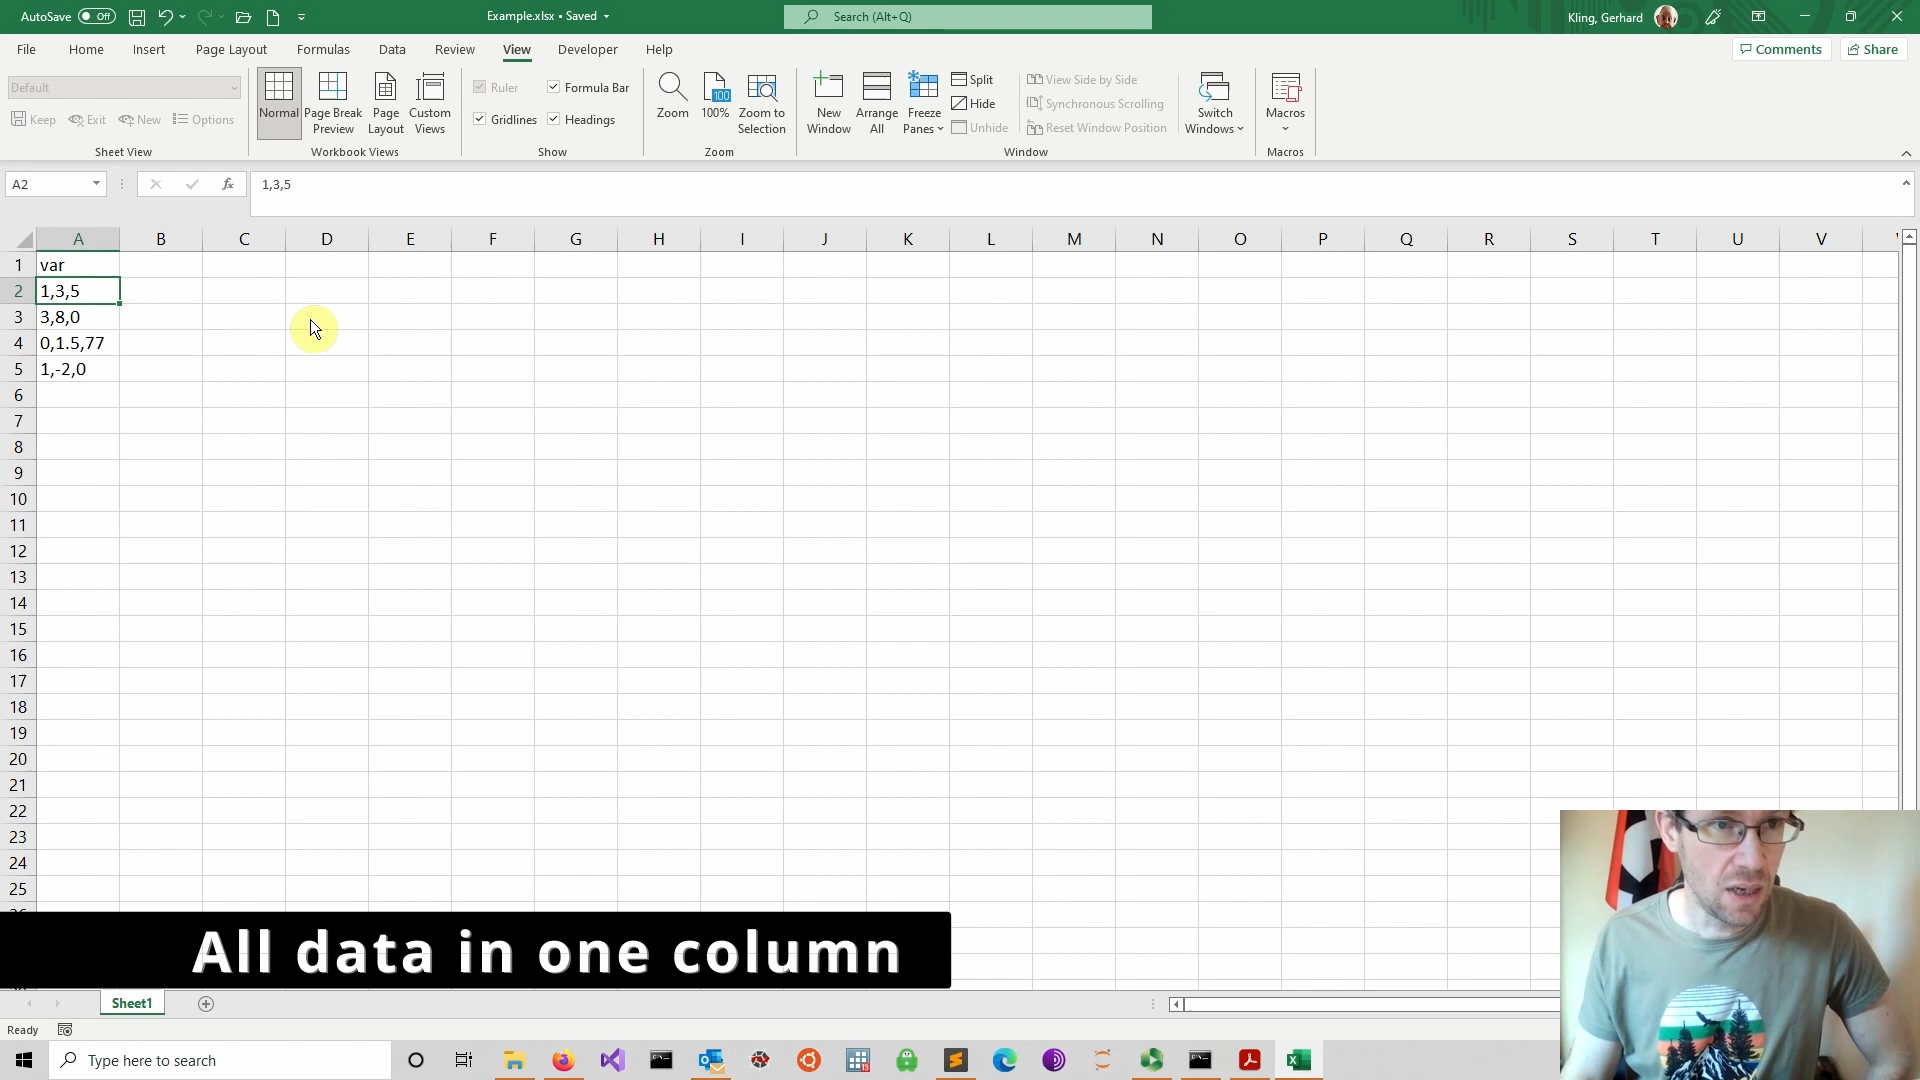 AutoSave Off Example.xlsx • Saved Search (Alt+Q) Kling, Gerhard
File Home Insert Page Layout Formulas Data Review View Developer Help Comments Share
Default
Keep Exit New Options
Sheet View
Normal Page Break Preview Page Layout Custom Views
Workbook Views
Ruler Formula Bar
Gridlines Headings
Show
Zoom 100% Zoom to Selection
100
Zoom
New Window Arrange All Freeze Panes
Split
Hide
Unhide
View Side by Side
Synchronous Scrolling
Reset Window Position
Switch Windows
Window
Macros
Macros
A2 fx 1,3,5
A B C D E F G H I J K L M N O P Q R S T U V
1 var
2 1,3,5
3 3,8,0
4 0,1.5,77
5 1,-2,0
6
7
8
9
10
11
12
13
14
15
16
17
18
19
20
21
22
23
24
25
All data in one column
Sheet1
Ready
Type here to search